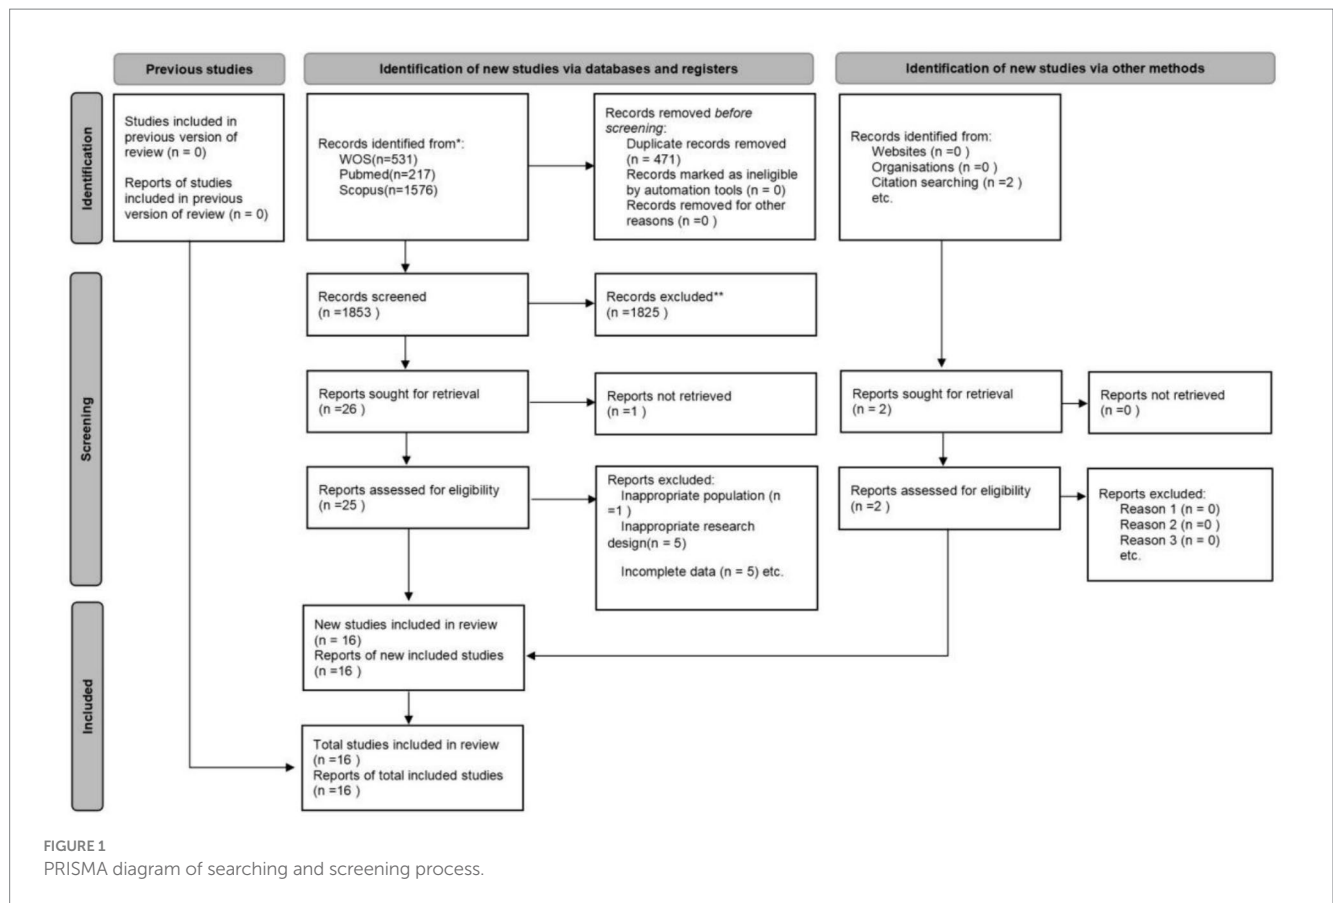 Previous studies
Identification of new studies via databases and registers
Identification of new studies via other methods
Identification
Studies included in
previous version of
review (n = 0)
Reports of studies
included in previous
version of review (n = 0)
Records identified from*:
WOS(n=531)
Pubmed(n=217)
Scopus(n=1576)
Records removed before
screening:
Duplicate records removed
(n = 471)
Records marked as ineligible
by automation tools (n = 0)
Records removed for other
reasons (n =0 )
Records identified from:
Websites (n =0 )
Organisations (n =0 )
Citation searching (n =2 )
etc.
Screening
Records screened
(n =1853 )
Records excluded**
(n =1825 )
Reports sought for retrieval
(n =26 )
Reports not retrieved
(n =1 )
Reports sought for retrieval
(n = 2)
Reports not retrieved
(n =0 )
Reports assessed for eligibility
(n =25 )
Reports excluded:
Inappropriate population (n
=1 )
Inappropriate research
design(n = 5)
Incomplete data (n = 5) etc.
Reports assessed for eligibility
(n =2 )
Reports excluded:
Reason 1 (n = 0)
Reason 2 (n =0 )
Reason 3 (n = 0)
etc.
Included
New studies included in review
(n = 16)
Reports of new included studies
(n =16 )
Total studies included in review
(n =16 )
Reports of total included studies
(n =16 )
FIGURE 1
PRISMA diagram of searching and screening process.